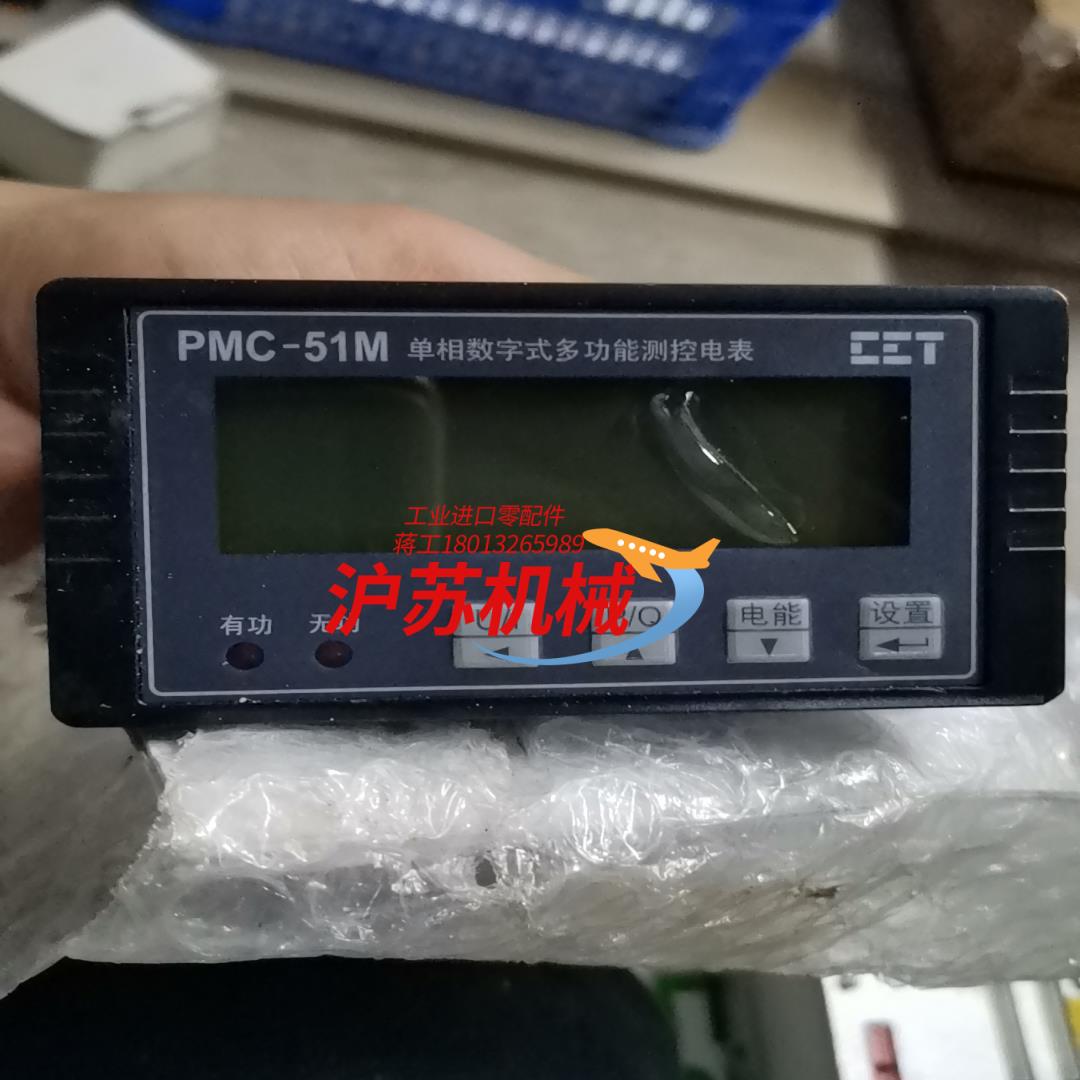 PMC-51M 单相数字式多功能测控电表 CET
工业进口零配件
蒋工18013265989
沪苏机械
有功 电能 设置